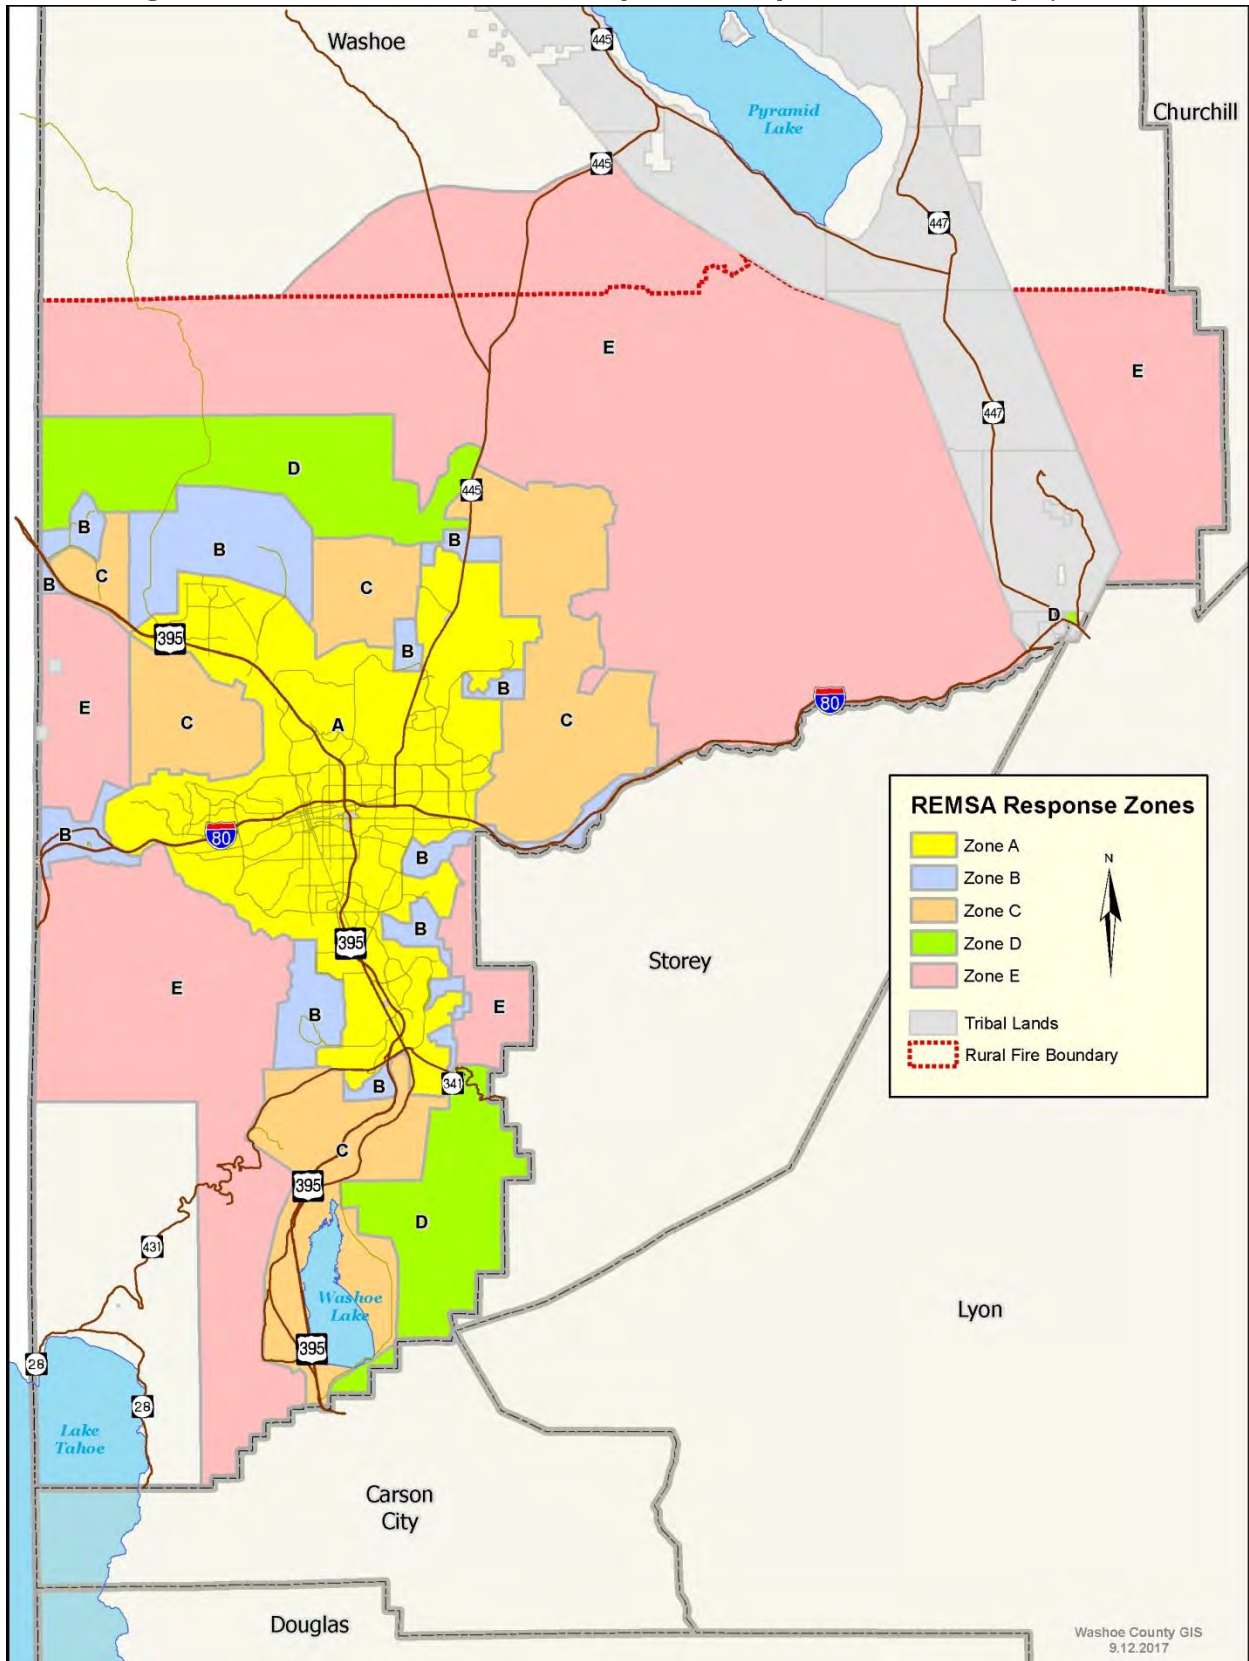 Washoe
445
Pyramid
Lake
Churchill
445
447
E
E
447
D
445
B
B
B
C
B
C
D
395
B
B
E
C
A
C
80
REMSA Response Zones
B
80
Zone A
N
B
Zone B
Zone C
B
395
Zone D
Storey
Zone E
E
E
B
Tribal Lands
Rural Fire Boundary
B
341
C
395
D
431
Washoe
Lake
Lyon
395
28
28
Lake
Tahoe
Carson
City
Douglas
Washoe County GIS
9.12.2017